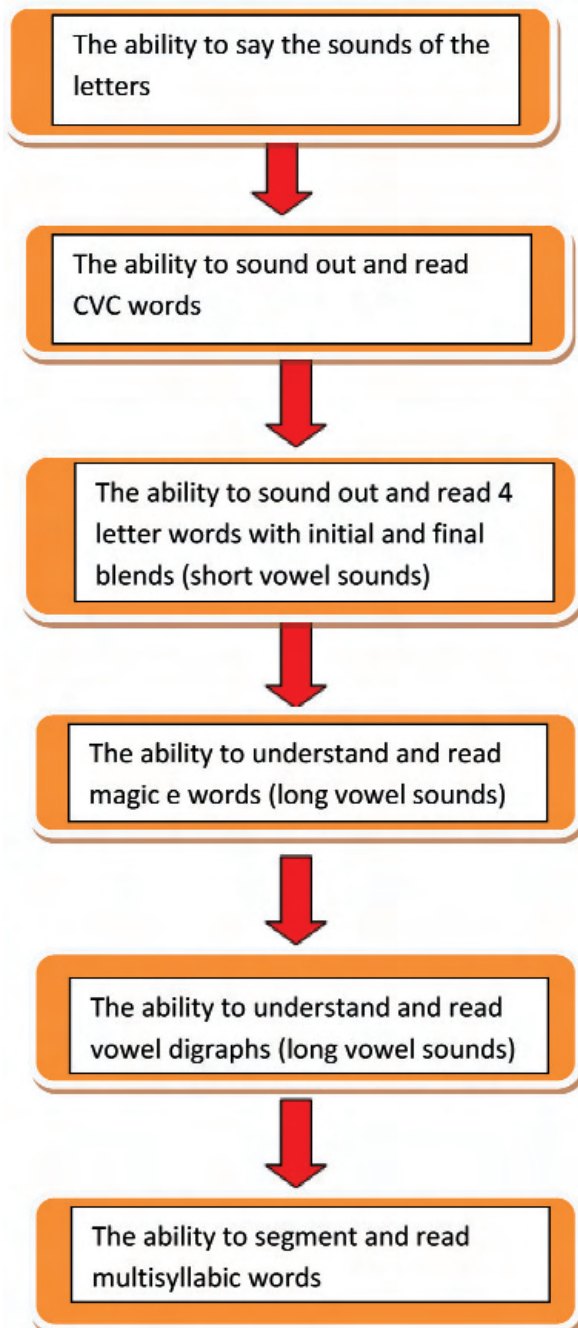 The ability to say the sounds of the
letters
The ability to sound out and read
CVC words
The ability to sound out and read 4
letter words with initial and final
blends (short vowel sounds)
The ability to understand and read
magic e words (long vowel sounds)
The ability to understand and read
vowel digraphs (long vowel sounds)
The ability to segment and read
multisyllabic words